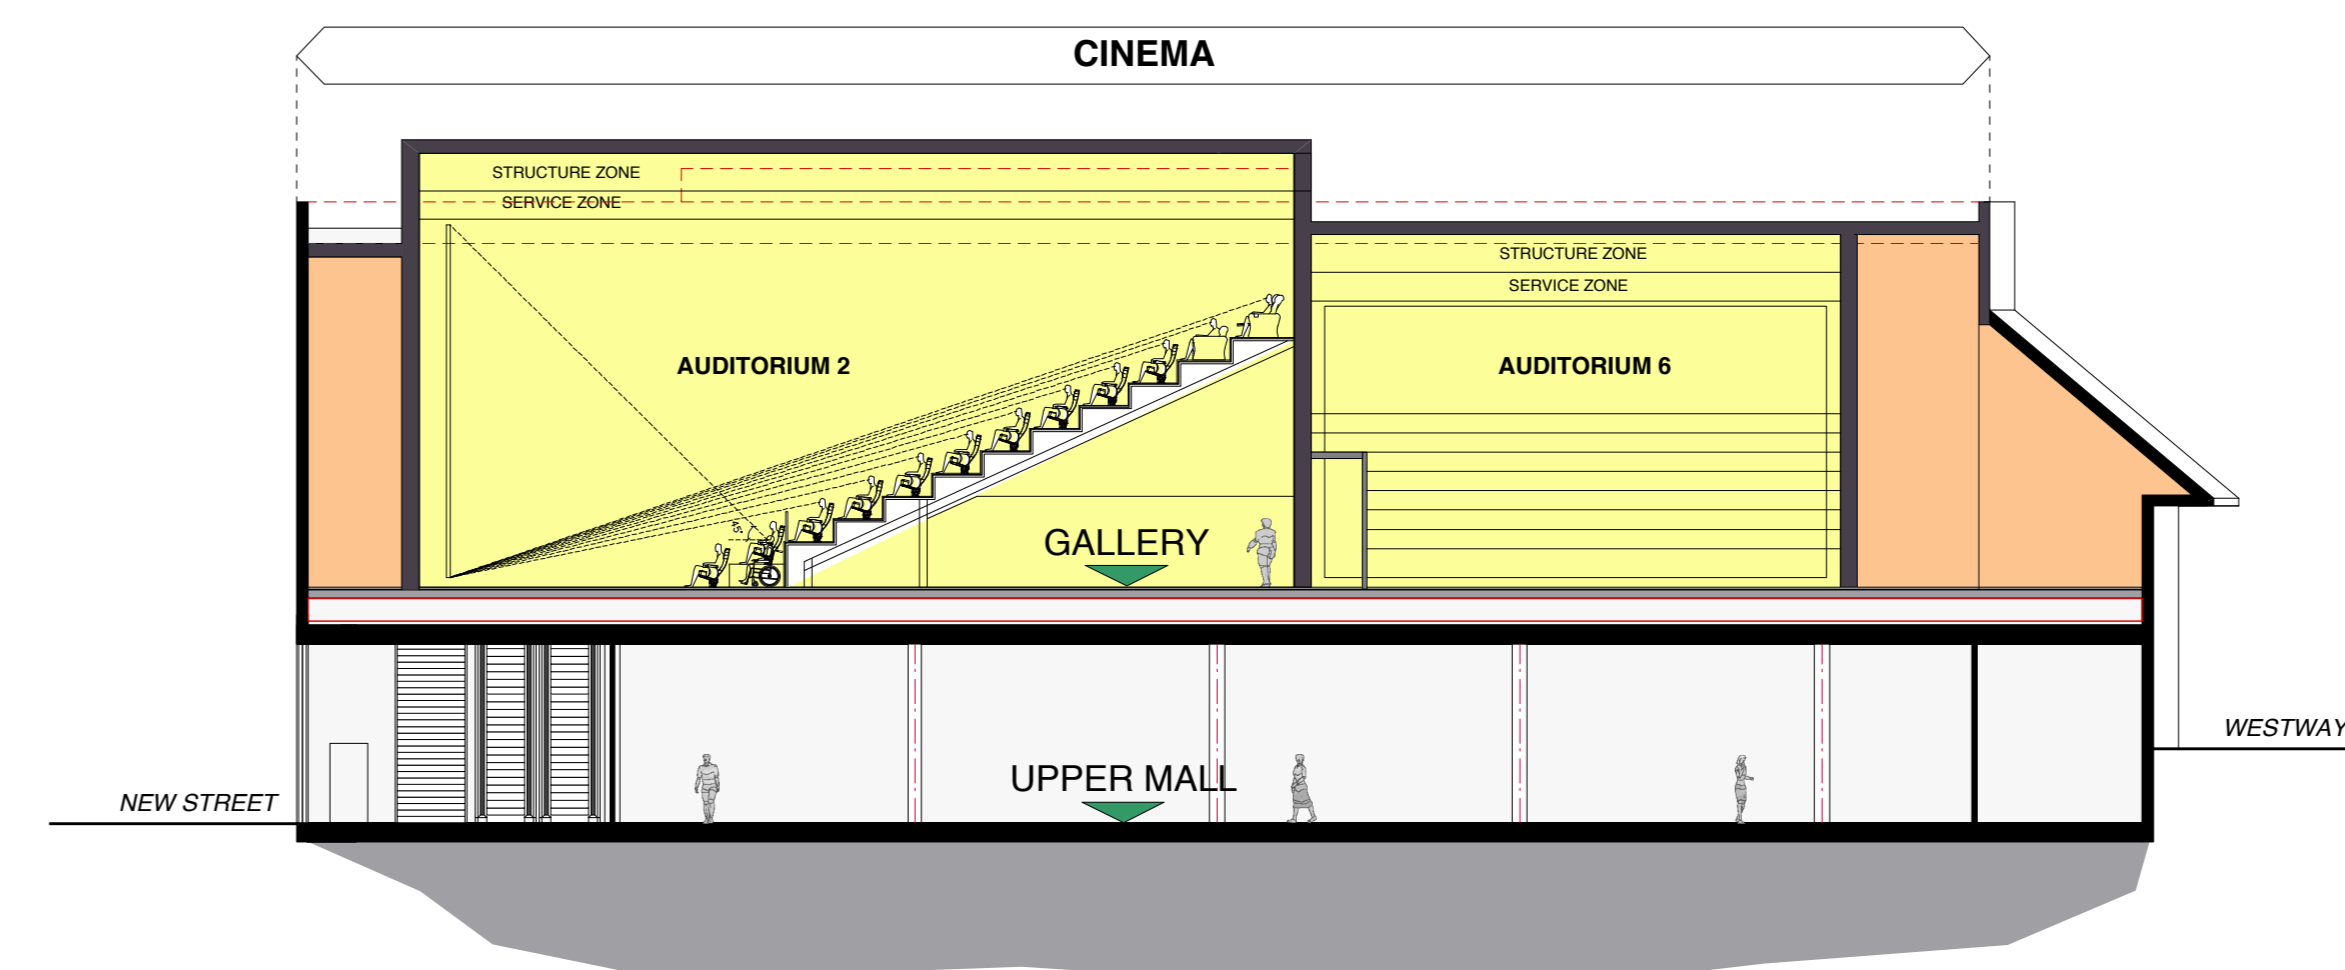 CINEMA
STRUCTURE ZONE
SERVICE ZONE
STRUCTURE ZONE
SERVICE ZONE
AUDITORIUM 2
AUDITORIUM 6
45°
GALLERY
UPPER MALL
NEW STREET
WESTWAY